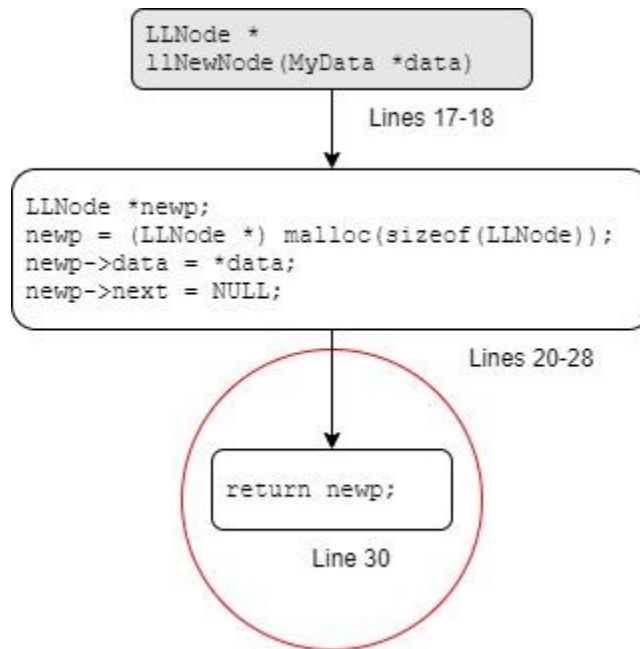 LLNode *
llNewNode(MyData *data)
Lines 17-18
LLNode *newp;
newp = (LLNode *) malloc(sizeof(LLNode));
newp->data = *data;
newp->next = NULL;
Lines 20-28
return newp;
Line 30